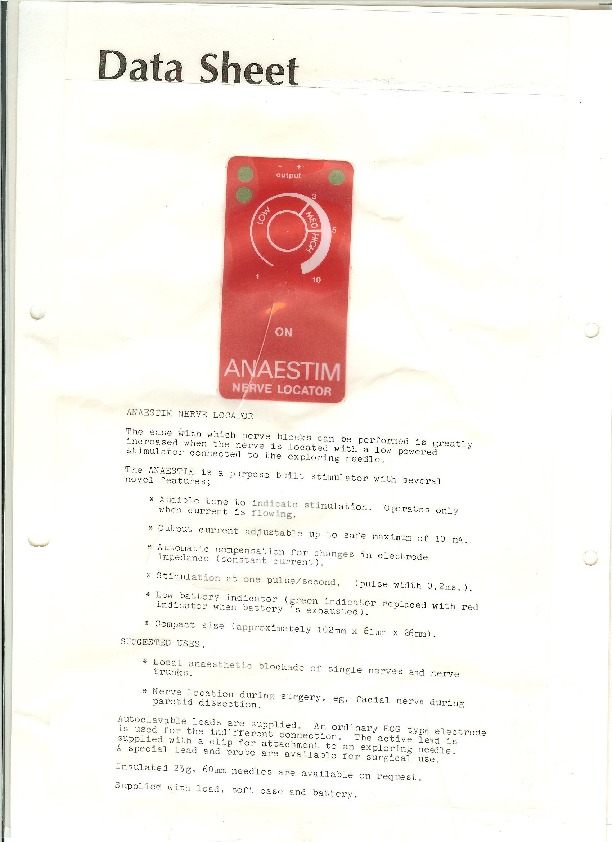 Data Sheet
- +
output
3
LOW MED HIGH
5
1 10
ON
ANAESTIM
NERVE LOCATOR
ANAESTIM NERVE LOCATOR
The ease with which nerve blocks can be performed is greatly
increased when the nerve is located with a low powered
stimulator connected to the exploring needle.
The ANAESTIM is a purpose built stimulator with several
novel features;
* Audible tone to indicate stimulation. Operates only
when current is flowing.
* Output current adjustable up to safe maximum of 10 mA.
* Automatic compensation for changes in electrode
impedance (constant current).
* Stimulation at one pulse/second. (pulse width 0.2ms.).
* Low battery indicator (green indicator replaced with red
indicator when battery is exhausted).
* Compact size (approximately 102mm x 61mm x 26mm).
SUGGESTED USES.
* Local anaesthetic blockade of single nerves and nerve
trunks.
* Nerve location during surgery, eg. facial nerve during
parotid dissection.
Autoclavable leads are supplied. An ordinary ECG type electrode
is used for the indifferent connection. The active lead is
supplied with a clip for attachment to an exploring needle.
A special lead and probe are available for surgical use.
Insulated 23g, 60mm needles are available on request.
Supplied with lead, soft case and battery.